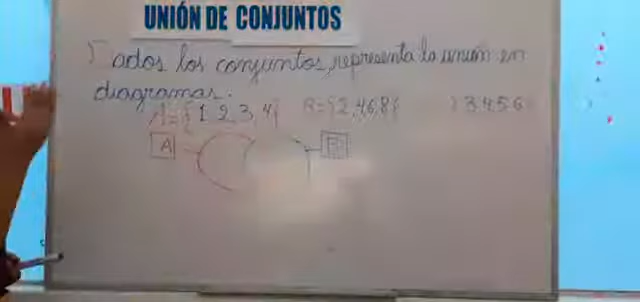 UNIÓN DE CONJUNTOS
Dados los conjuntos, representa la unión en
diagramas.
A={1,2,3,4} B={2,4,6,8} 3,4,5,6
A B